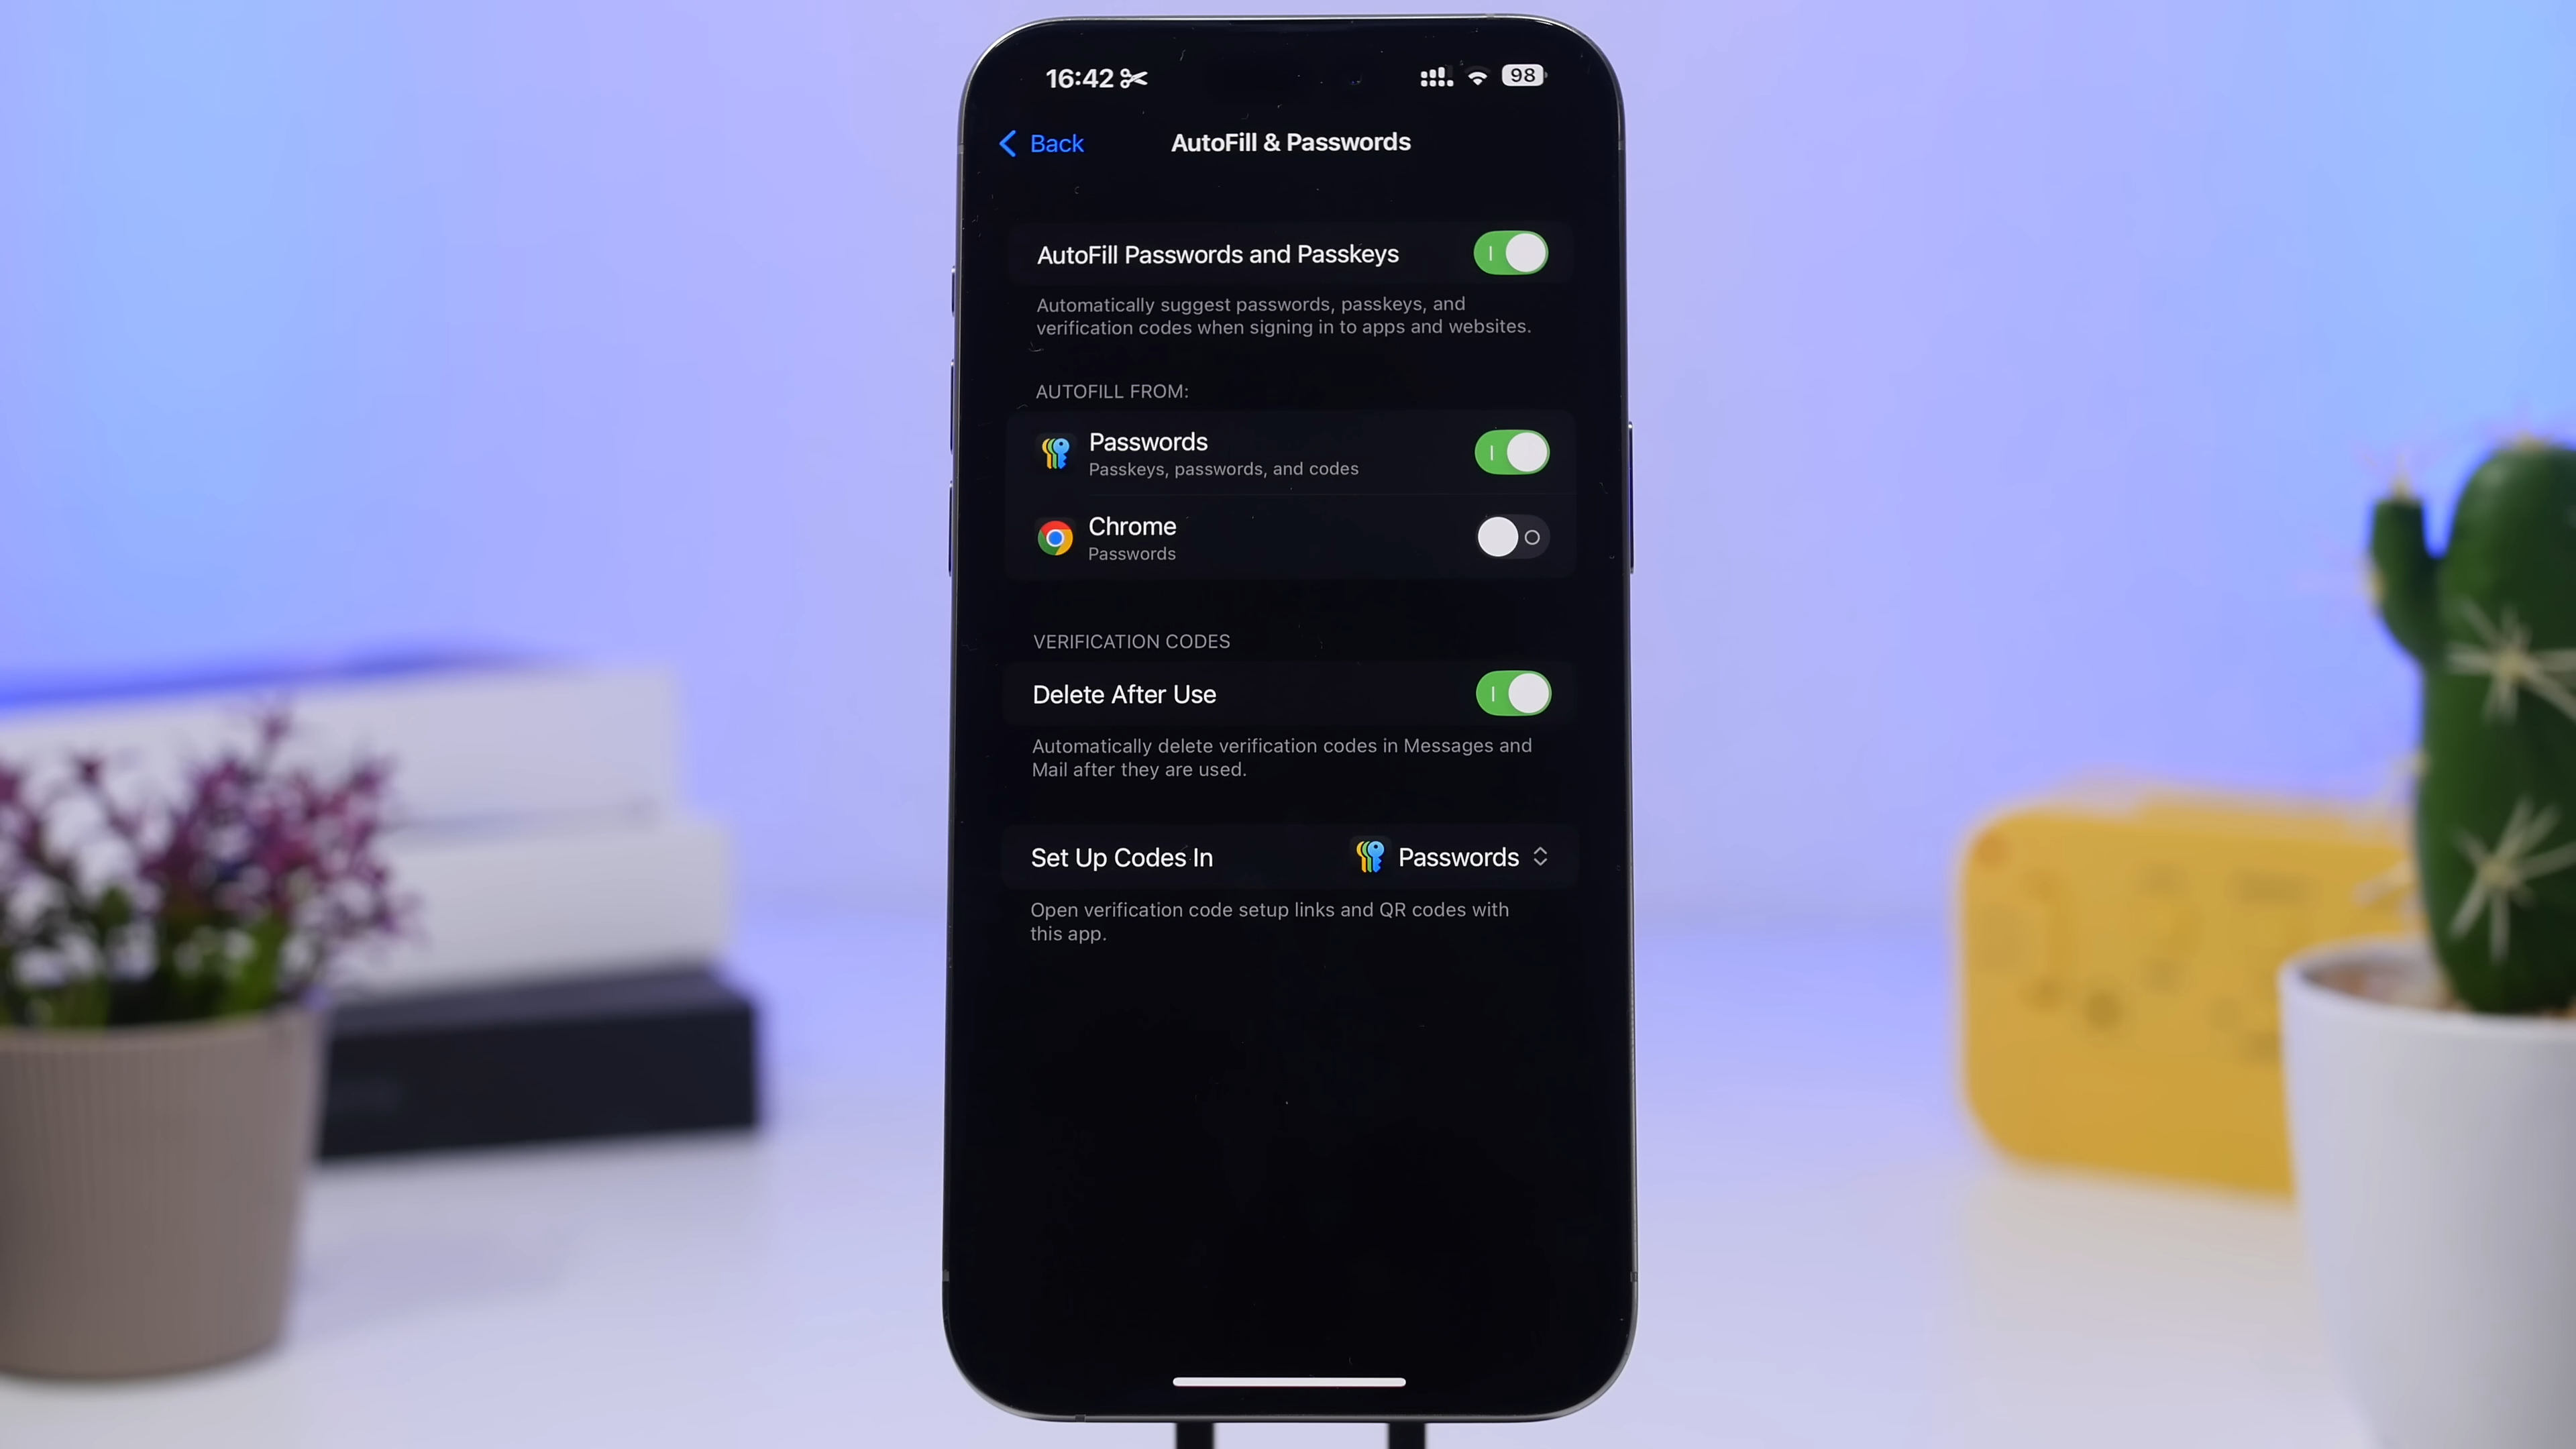 16:42
98
Back
AutoFill & Passwords
AutoFill Passwords and Passkeys
Automatically suggest passwords, passkeys, and
verification codes when signing in to apps and websites.
AUTOFILL FROM:
Passwords
Passkeys, passwords, and codes
Chrome
Passwords
VERIFICATION CODES
Delete After Use
Automatically delete verification codes in Messages and
Mail after they are used.
Set Up Codes In
Passwords
Open verification code setup links and QR codes with
this app.